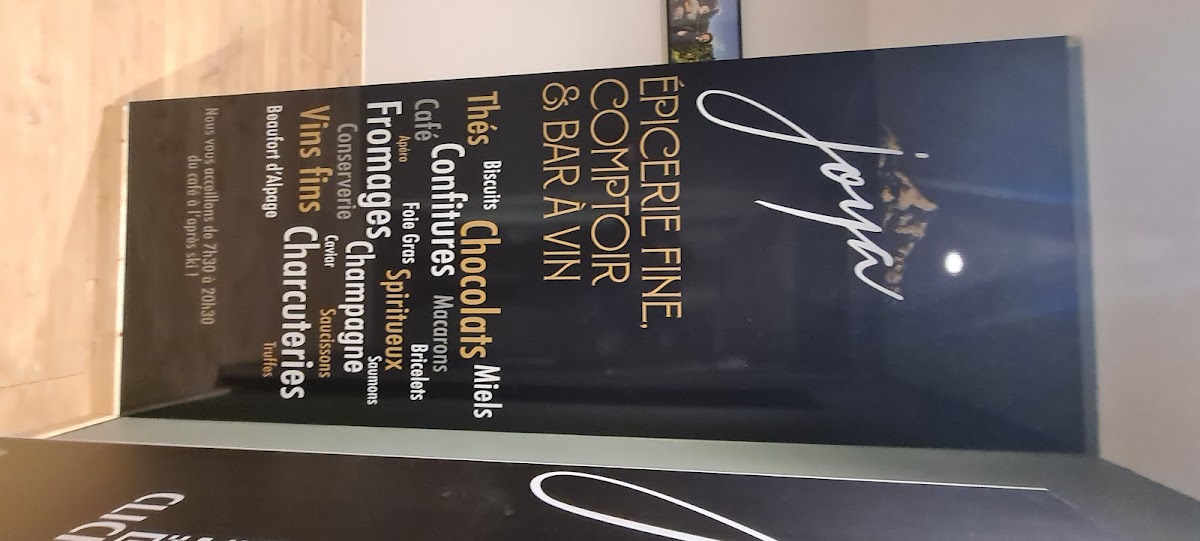 joya
ÉPICERIE FINE,
COMPTOIR
& BAR À VIN
Thés Biscuits Chocolats Miels
Café Confitures Macarons
Apéro Foie Gras Spiritueux Bricelets
Fromages Champagne Saumons
Conserverie Caviar Saucissons
Vins fins Charcuteries
Beaufort d'Alpage Truffes
Nous vous accuillons de 7h30 à 20h30
du café à l'après ski !